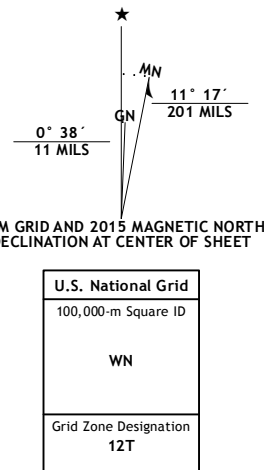 MN
GN
11° 17´
201 MILS
0° 38´
11 MILS
M GRID AND 2015 MAGNETIC NORTH
DECLINATION AT CENTER OF SHEET
U.S. National Grid
100,000-m Square ID
WN
Grid Zone Designation
12T